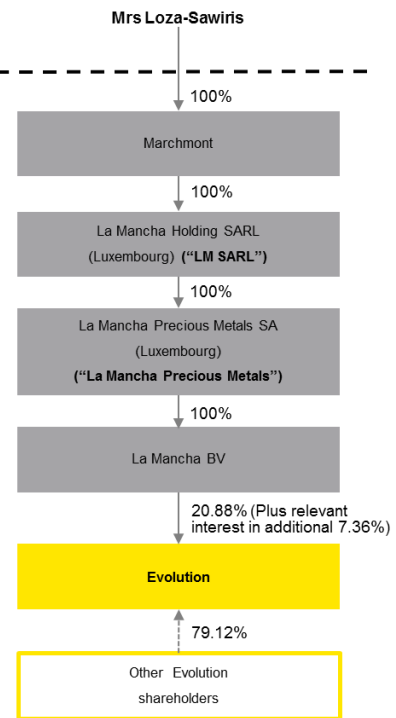 Mrs Loza-Sawiris
100%
Marchmont
100%
La Mancha Holding SARL
(Luxembourg) (“LM SARL”)
100%
La Mancha Precious Metals SA
(Luxembourg)
(“La Mancha Precious Metals”)
100%
La Mancha BV
20.88% (Plus relevant
interest in additional 7.36%)
Evolution
79.12%
Other Evolution
shareholders